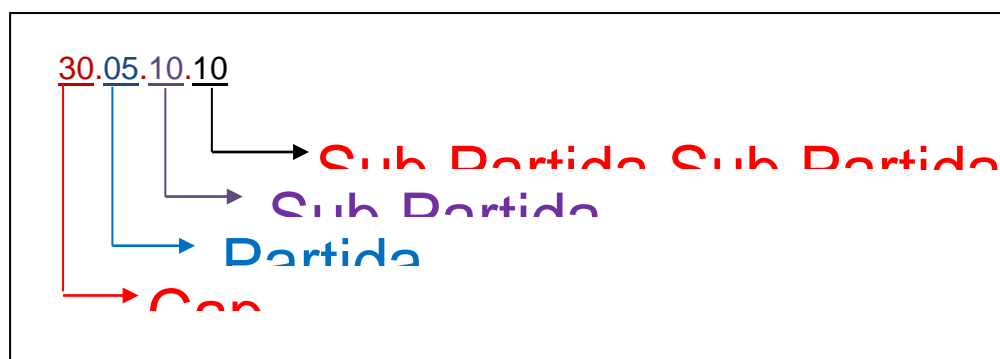 30.05.10.10
Sub Partida Sub Partida
Sub Partida
Partida
Cap